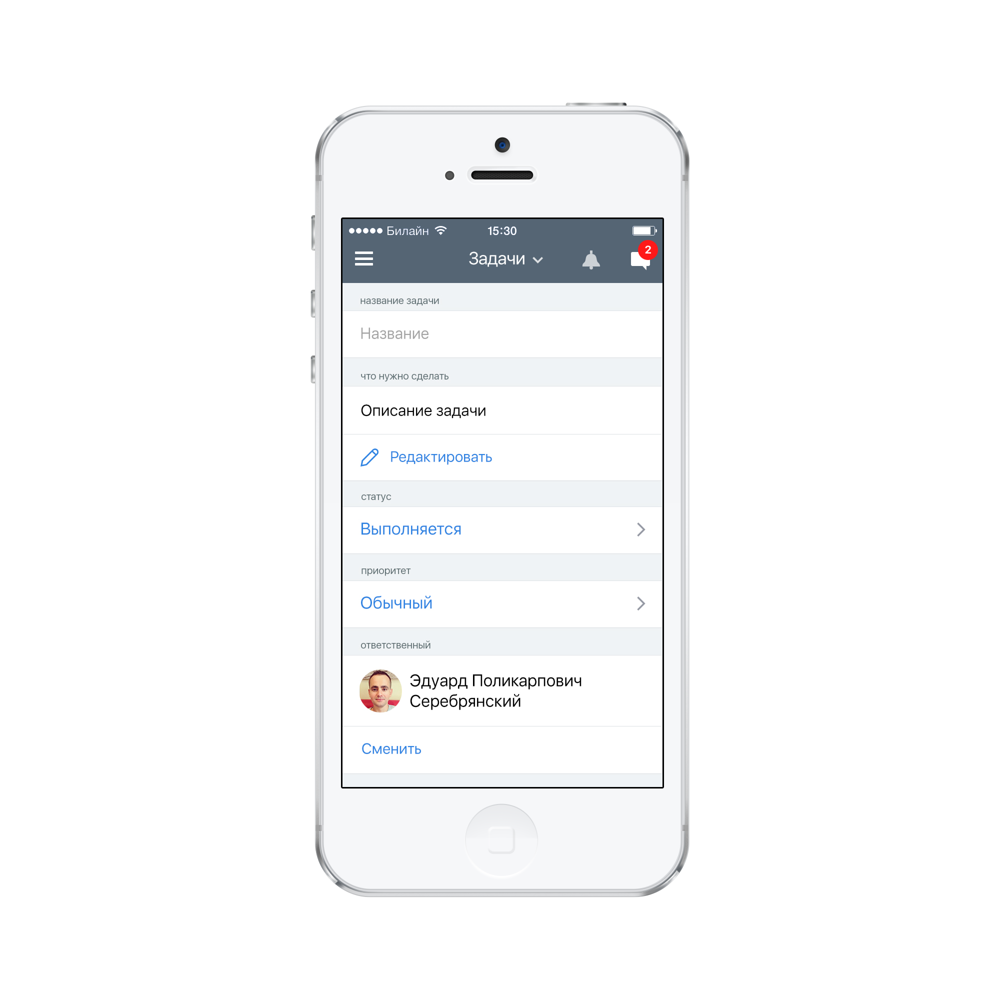 Билайн 15:30
Задачи
2
название задачи
Название
что нужно сделать
Описание задачи
Редактировать
статус
Выполняется
приоритет
Обычный
ответственный
Эдуард Поликарпович
Серебрянский
Сменить